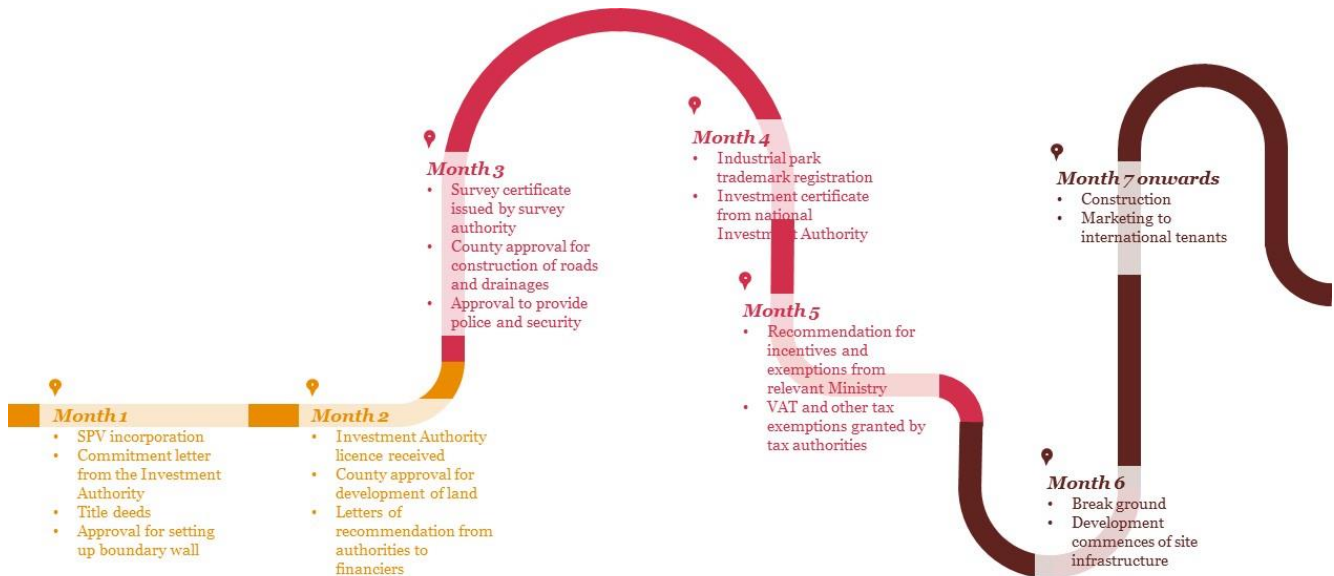 Month 1
• SPV incorporation
• Commitment letter
from the Investment
Authority
• Title deeds
• Approval for setting
up boundary wall
Month 2
• Investment Authority
licence received
• County approval for
development of land
• Letters of
recommendation from
authorities to
financiers
Month 3
• Survey certificate
issued by survey
authority
• County approval for
construction of roads
and drainages
• Approval to provide
police and security
Month 4
• Industrial park
trademark registration
• Investment certificate
from national
Investment Authority
Month 5
• Recommendation for
incentives and
exemptions from
relevant Ministry
• VAT and other tax
exemptions granted by
tax authorities
Month 6
• Break ground
• Development
commences of site
infrastructure
Month 7 onwards
• Construction
• Marketing to
international tenants